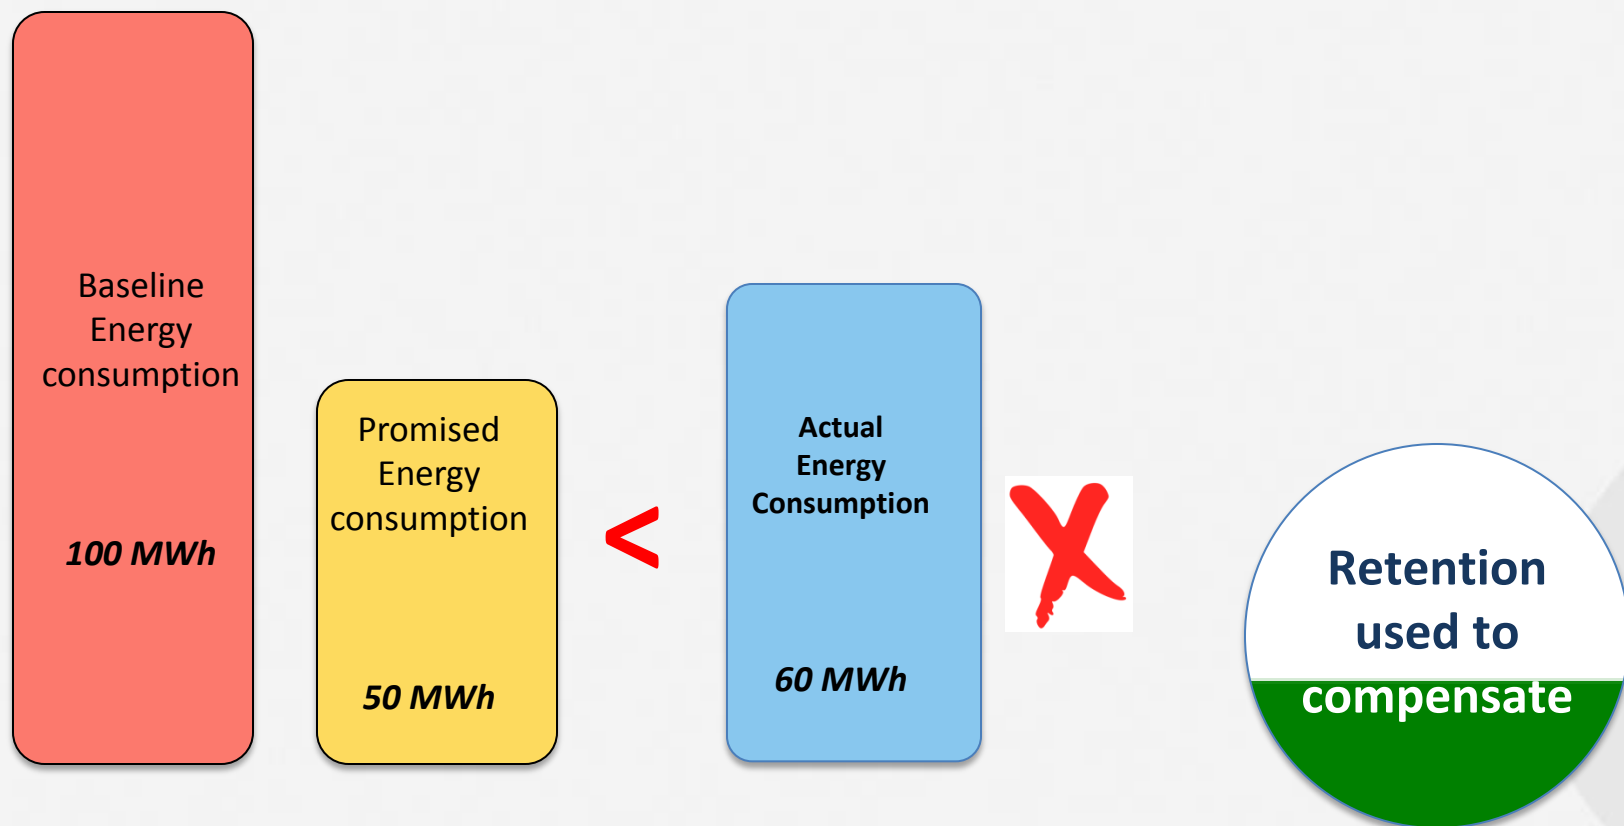 Baseline
Energy
consumption
100 MWh
Promised
Energy
consumption
50 MWh
<
Actual
Energy
Consumption
60 MWh
Retention
used to
compensate